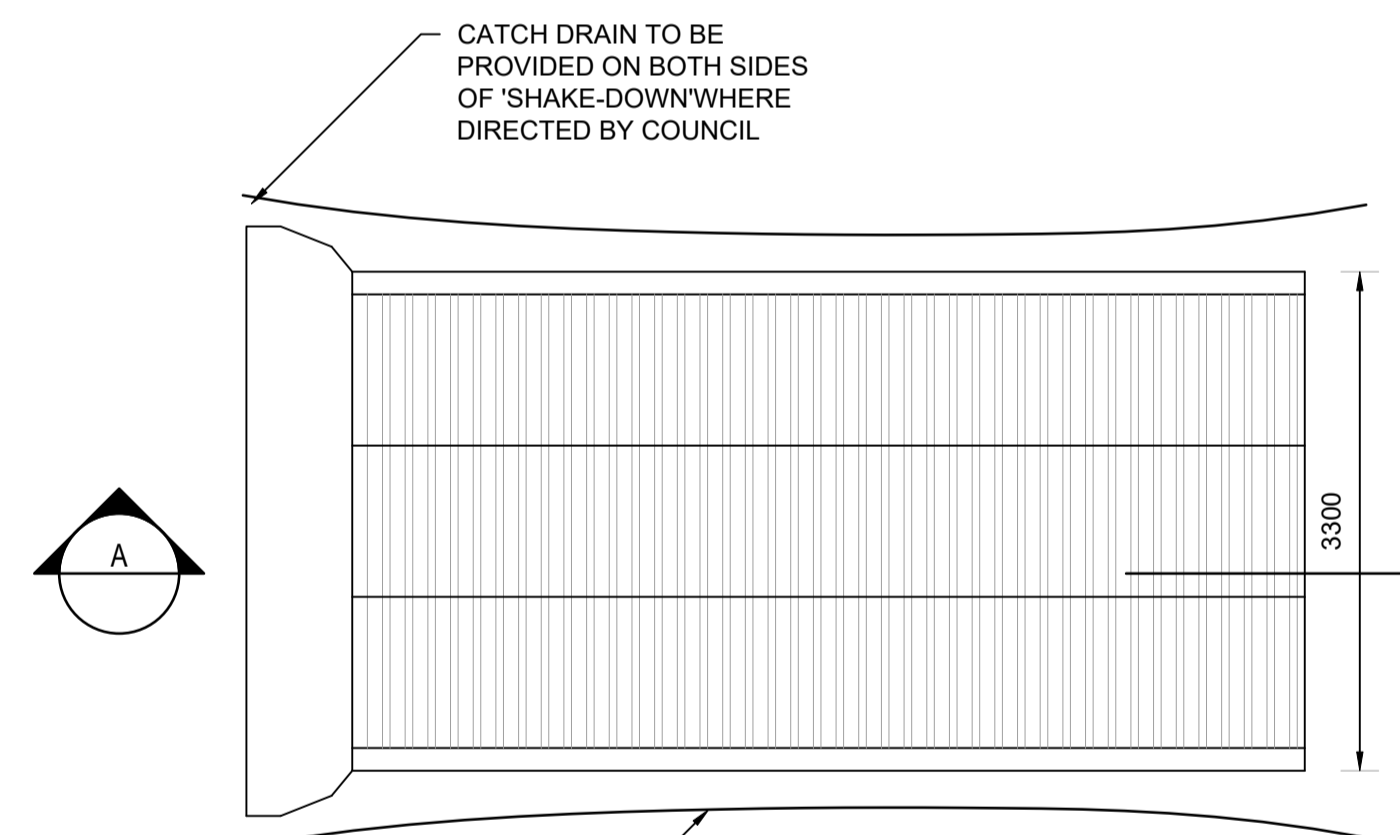 CATCH DRAIN TO BE
PROVIDED ON BOTH SIDES
OF 'SHAKE-DOWN'WHERE
DIRECTED BY COUNCIL
A
3300